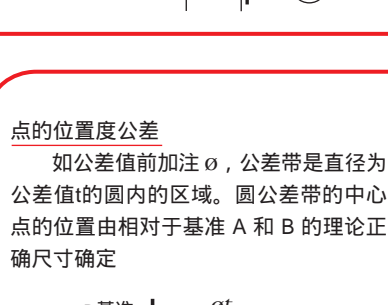 点的位置度公差
如公差值前加注 ø，公差带是直径为
公差值t的圆内的区域。圆公差带的中心
点的位置由相对于基准 A 和 B 的理论正
确尺寸确定